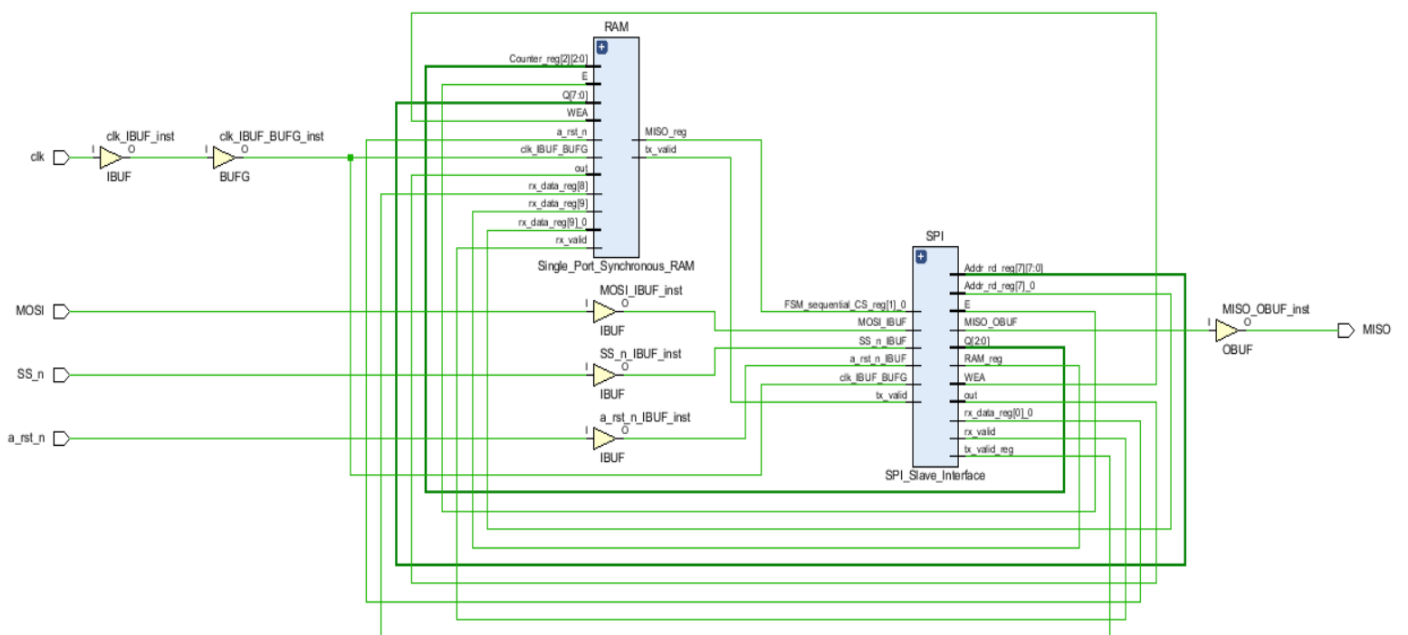 RAM
Counter_reg[2][2:0]
E
Q[7:0]
WEA
a_rst_n
clk_IBUF_BUFG
out
rx_data_reg[8]
rx_data_reg[9]
rx_data_reg[9]_0
rx_valid
MISO_reg
tx_valid
Single_Port_Synchronous_RAM
clk
clk_IBUF_inst
I
O
IBUF
clk_IBUF_BUFG_inst
I
O
BUFG
MOSI
MOSI_IBUF_inst
I
O
IBUF
SS_n
SS_n_IBUF_inst
I
O
IBUF
a_rst_n
a_rst_n_IBUF_inst
I
O
IBUF
SPI
FSM_sequential_CS_reg[1]_0
MOSI_IBUF
SS_n_IBUF
a_rst_n_IBUF
clk_IBUF_BUFG
tx_valid
Addr_rd_reg[7][7:0]
Addr_rd_reg[7]_0
E
MISO_OBUF
Q[2:0]
RAM_reg
WEA
out
rx_data_reg[0]_0
rx_valid
tx_valid_reg
SPI_Slave_Interface
MISO_OBUF_inst
I
O
OBUF
MISO